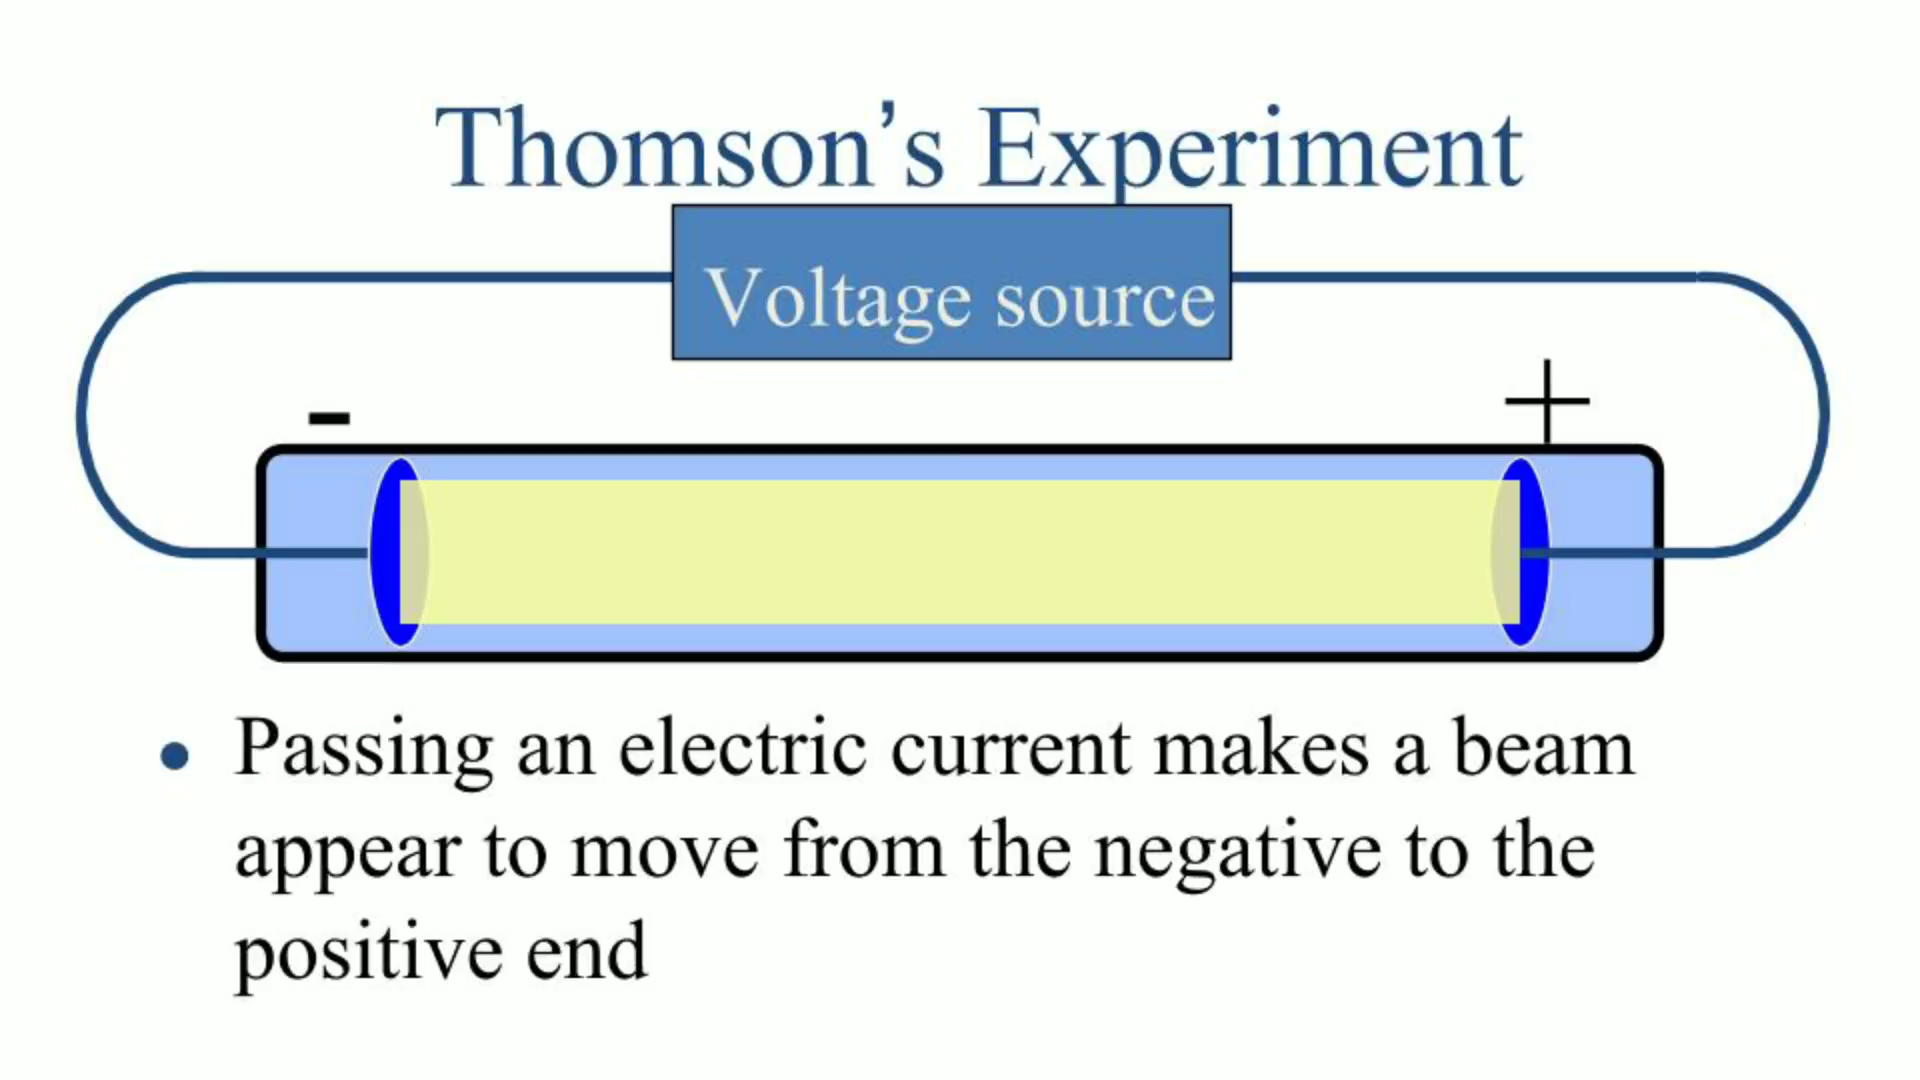 Thomson’s Experiment
Voltage source
- +
• Passing an electric current makes a beam
appear to move from the negative to the
positive end